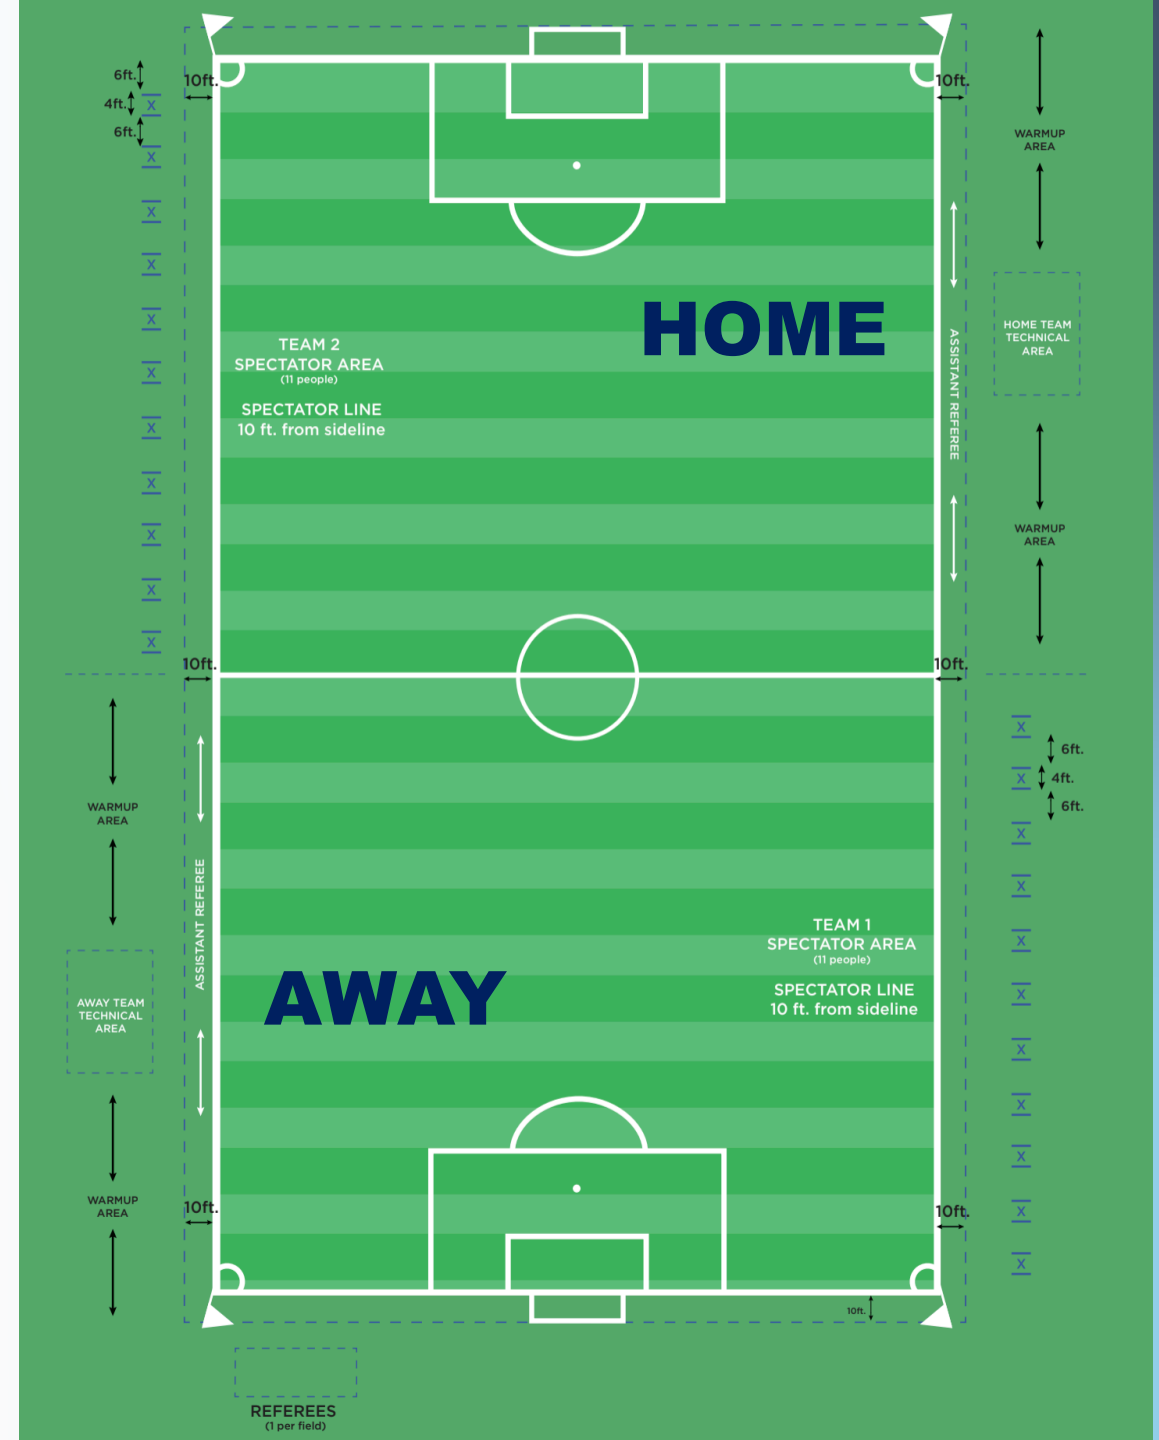 6ft.
10ft.
10ft.
4ft.
X
6ft.
WARMUP
AREA
X
X
X
HOME
X
HOME TEAM
TECHNICAL
AREA
TEAM 2
SPECTATOR AREA
(11 people)
ASSISTANT REFEREE
X
SPECTATOR LINE
10 ft. from sideline
X
X
X
WARMUP
AREA
X
X
10ft.
10ft.
X
6ft.
X
4ft.
WARMUP
AREA
6ft.
X
X
ASSISTANT REFEREE
TEAM 1
SPECTATOR AREA
(11 people)
X
AWAY
SPECTATOR LINE
10 ft. from sideline
X
AWAY TEAM
TECHNICAL
AREA
X
X
X
WARMUP
AREA
10ft.
10ft.
X
X
10ft.
REFEREES
(1 per field)